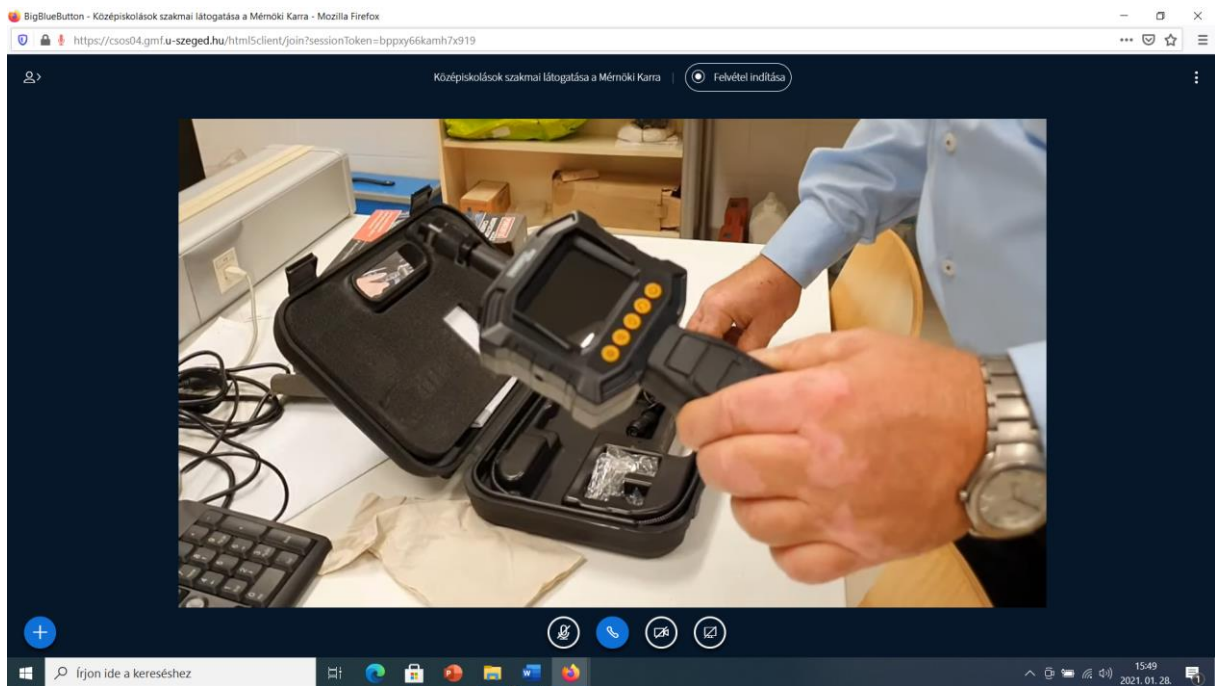 BigBlueButton - Középiskolások szakmai látogatása a Mérnöki Karra - Mozilla Firefox
https://csos04.gmf.u-szeged.hu/html5client/join?sessionToken=bppxy66kamh7x919
Középiskolások szakmai látogatása a Mérnöki Karra | Felvétel indítása
Írjon ide a kereséshez
15:49
2021. 01. 28.